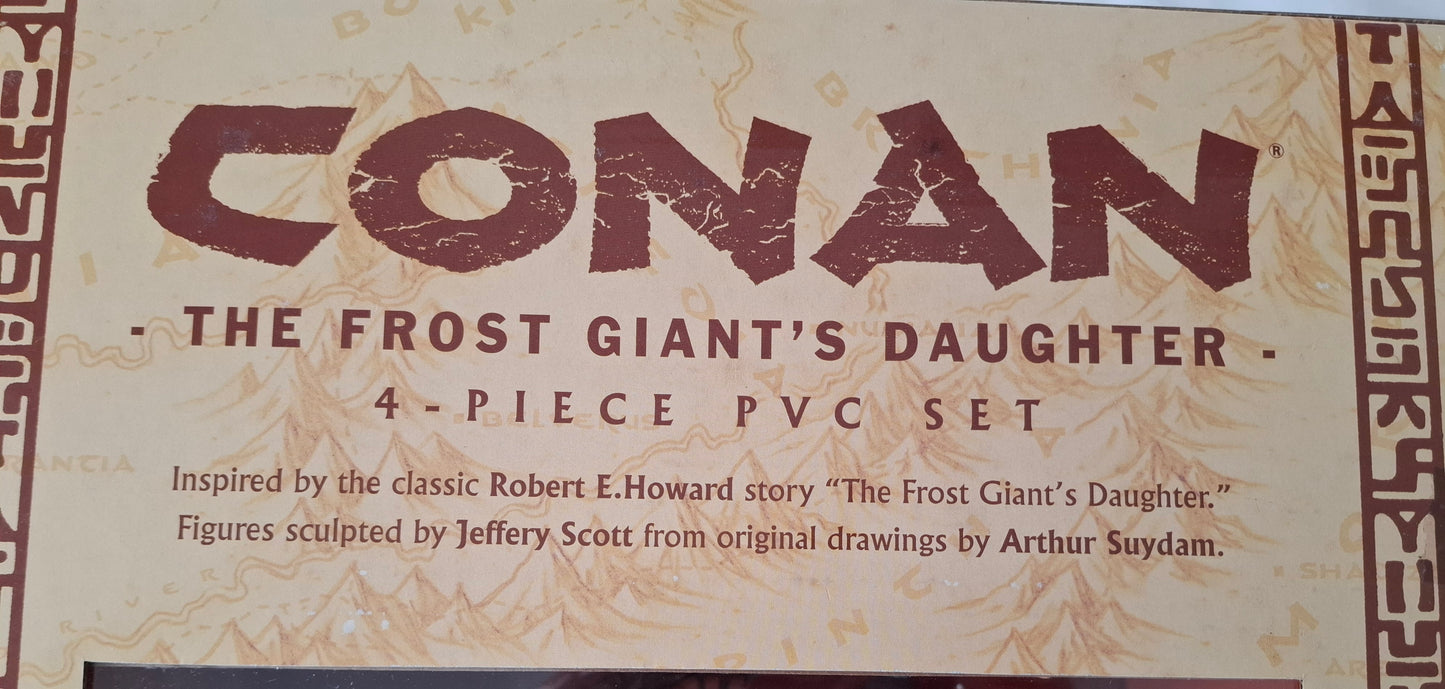 CONAN®
- THE FROST GIANT'S DAUGHTER -
4 - PIECE PVC SET
Inspired by the classic Robert E.Howard story “The Frost Giant's Daughter.”
Figures sculpted by Jeffery Scott from original drawings by Arthur Suydam.
RIVER